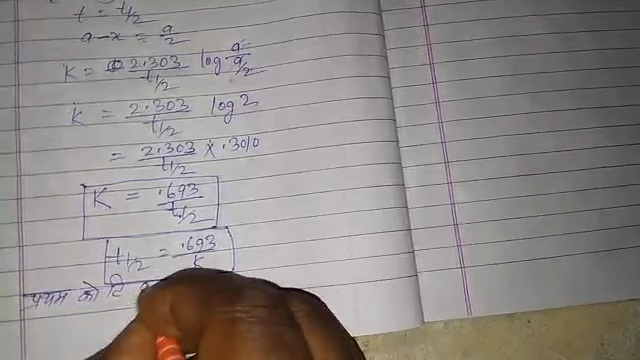 t = t1/2
a-x = a/2
K = 2.303/t1/2 log a/a/2
K = 2.303/t1/2 log 2
= 2.303/t1/2 × .3010
K = .693/t1/2
t1/2 = .693/K
प्रथम कोटि